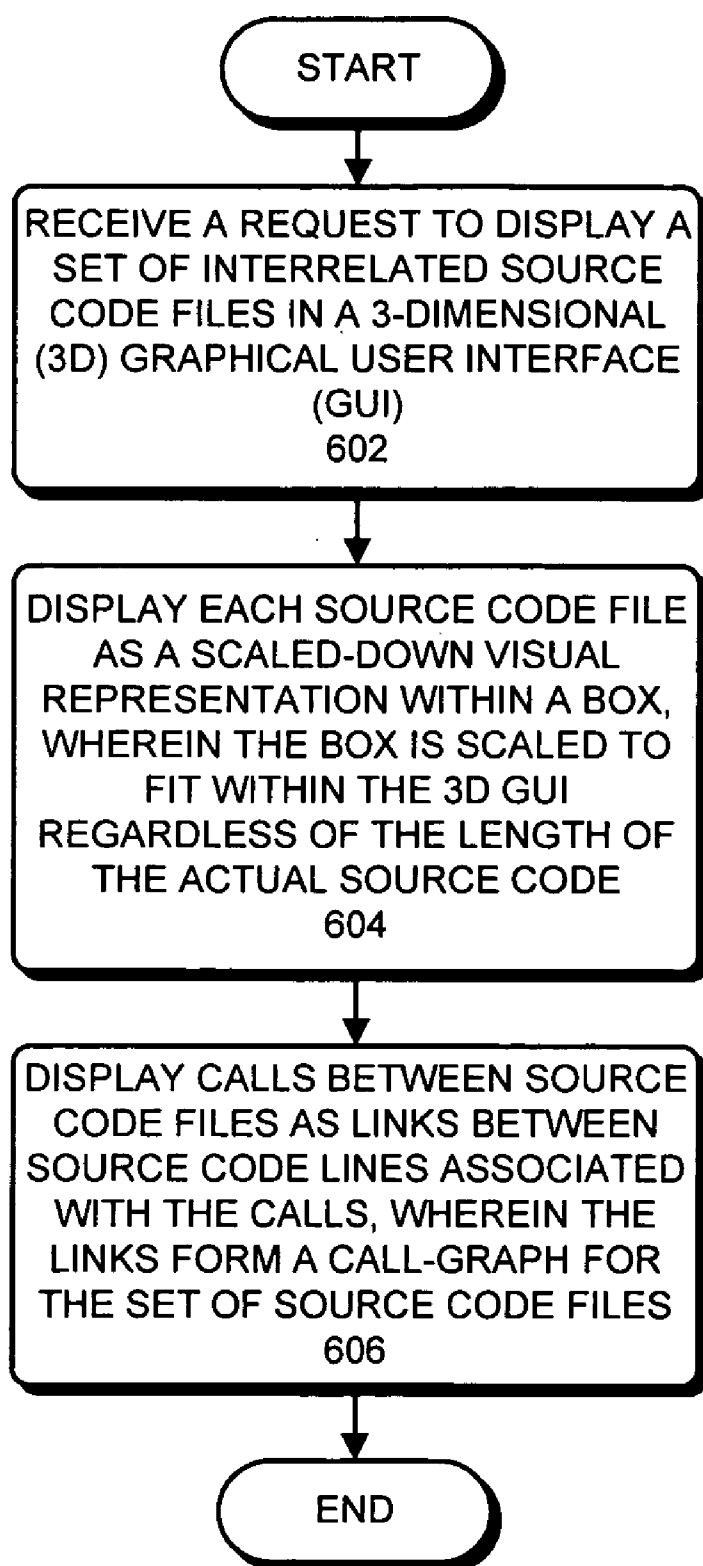 START
RECEIVE A REQUEST TO DISPLAY A
SET OF INTERRELATED SOURCE
CODE FILES IN A 3-DIMENSIONAL
(3D) GRAPHICAL USER INTERFACE
(GUI)
602
DISPLAY EACH SOURCE CODE FILE
AS A SCALED-DOWN VISUAL
REPRESENTATION WITHIN A BOX,
WHEREIN THE BOX IS SCALED TO
FIT WITHIN THE 3D GUI
REGARDLESS OF THE LENGTH OF
THE ACTUAL SOURCE CODE
604
DISPLAY CALLS BETWEEN SOURCE
CODE FILES AS LINKS BETWEEN
SOURCE CODE LINES ASSOCIATED
WITH THE CALLS, WHEREIN THE
LINKS FORM A CALL-GRAPH FOR
THE SET OF SOURCE CODE FILES
606
END